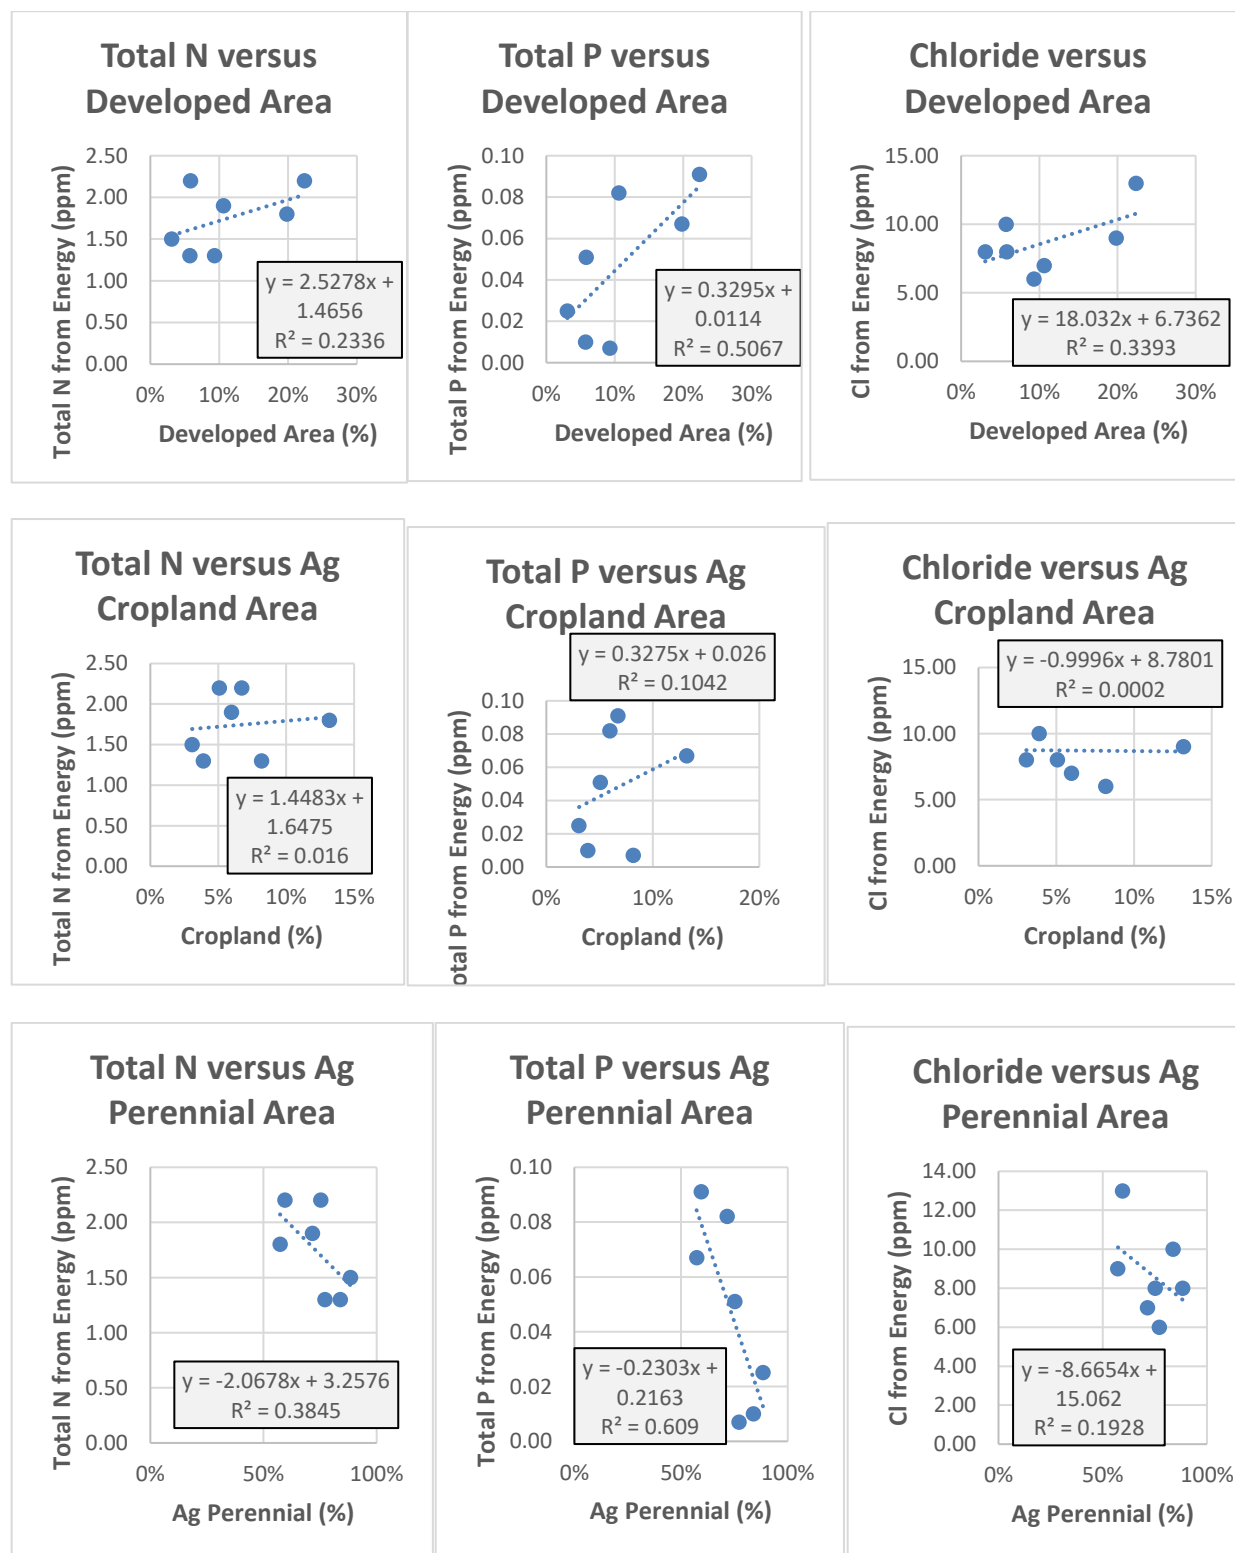 Total N versus
Developed Area
Total N from Energy (ppm)
2.50
2.00
1.50
1.00
0.50
0.00
y = 2.5278x +
1.4656
R² = 0.2336
0% 10% 20% 30%
Developed Area (%)
Total P versus
Developed Area
Total P from Energy (ppm)
0.10
0.08
0.06
0.04
0.02
0.00
y = 0.3295x +
0.0114
R² = 0.5067
0% 10% 20% 30%
Developed Area (%)
Chloride versus
Developed Area
Cl from Energy (ppm)
15.00
10.00
5.00
0.00
y = 18.032x + 6.7362
R² = 0.3393
0% 10% 20% 30%
Developed Area (%)
Total N versus Ag
Cropland Area
Total N from Energy (ppm)
2.50
2.00
1.50
1.00
0.50
0.00
y = 1.4483x +
1.6475
R² = 0.016
0% 5% 10% 15%
Cropland (%)
Total P versus Ag
Cropland Area
y = 0.3275x + 0.026
R² = 0.1042
otal P from Energy (ppm)
0.10
0.08
0.06
0.04
0.02
0.00
0% 10% 20%
Cropland (%)
Chloride versus Ag
Cropland Area
y = -0.9996x + 8.7801
R² = 0.0002
Cl from Energy (ppm)
15.00
10.00
5.00
0.00
0% 5% 10% 15%
Cropland (%)
Total N versus Ag
Perennial Area
Total N from Energy (ppm)
2.50
2.00
1.50
1.00
0.50
0.00
y = -2.0678x + 3.2576
R² = 0.3845
0% 50% 100%
Ag Perennial (%)
Total P versus Ag
Perennial Area
Total P from Energy (ppm)
0.10
0.08
0.06
0.04
0.02
0.00
y = -0.2303x +
0.2163
R² = 0.609
0% 50% 100%
Ag Perennial (%)
Chloride versus Ag
Perennial Area
Cl from Energy (ppm)
14.00
12.00
10.00
8.00
6.00
4.00
2.00
0.00
y = -8.6654x +
15.062
R² = 0.1928
0% 50% 100%
Ag Perennial (%)